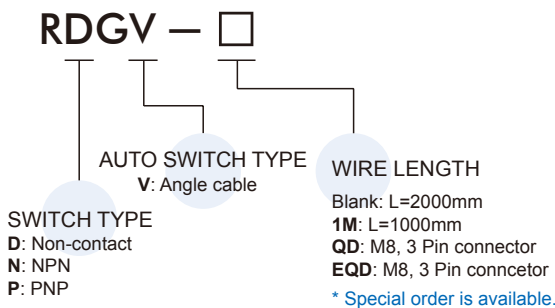 RDGV – □
AUTO SWITCH TYPE
V: Angle cable
WIRE LENGTH
Blank: L=2000mm
1M: L=1000mm
QD: M8, 3 Pin connector
EQD: M8, 3 Pin conncetor
* Special order is available.
SWITCH TYPE
D: Non-contact
N: NPN
P: PNP